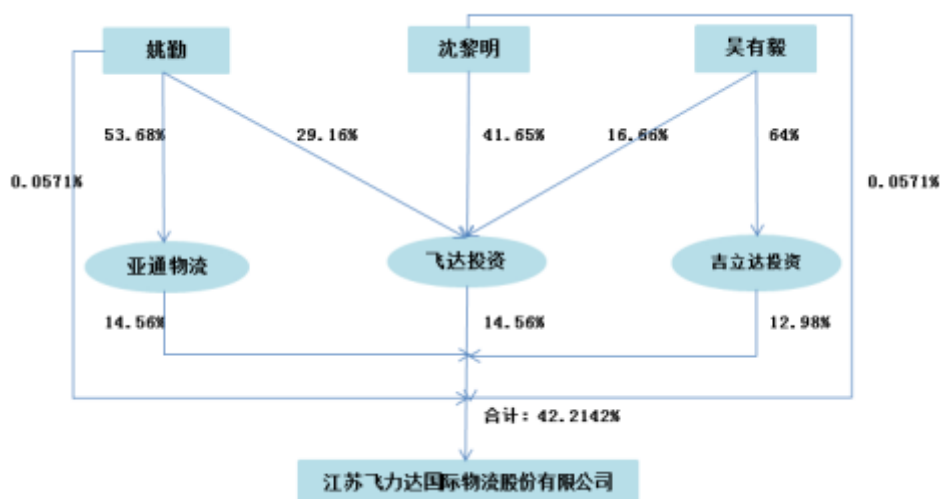 姚勤
沈黎明
吴有毅
53.68%
29.16%
41.65%
16.66%
64%
0.0571%
0.0571%
亚通物流
飞达投资
吉立达投资
14.56%
14.56%
12.98%
合计：42.2142%
江苏飞力达国际物流股份有限公司